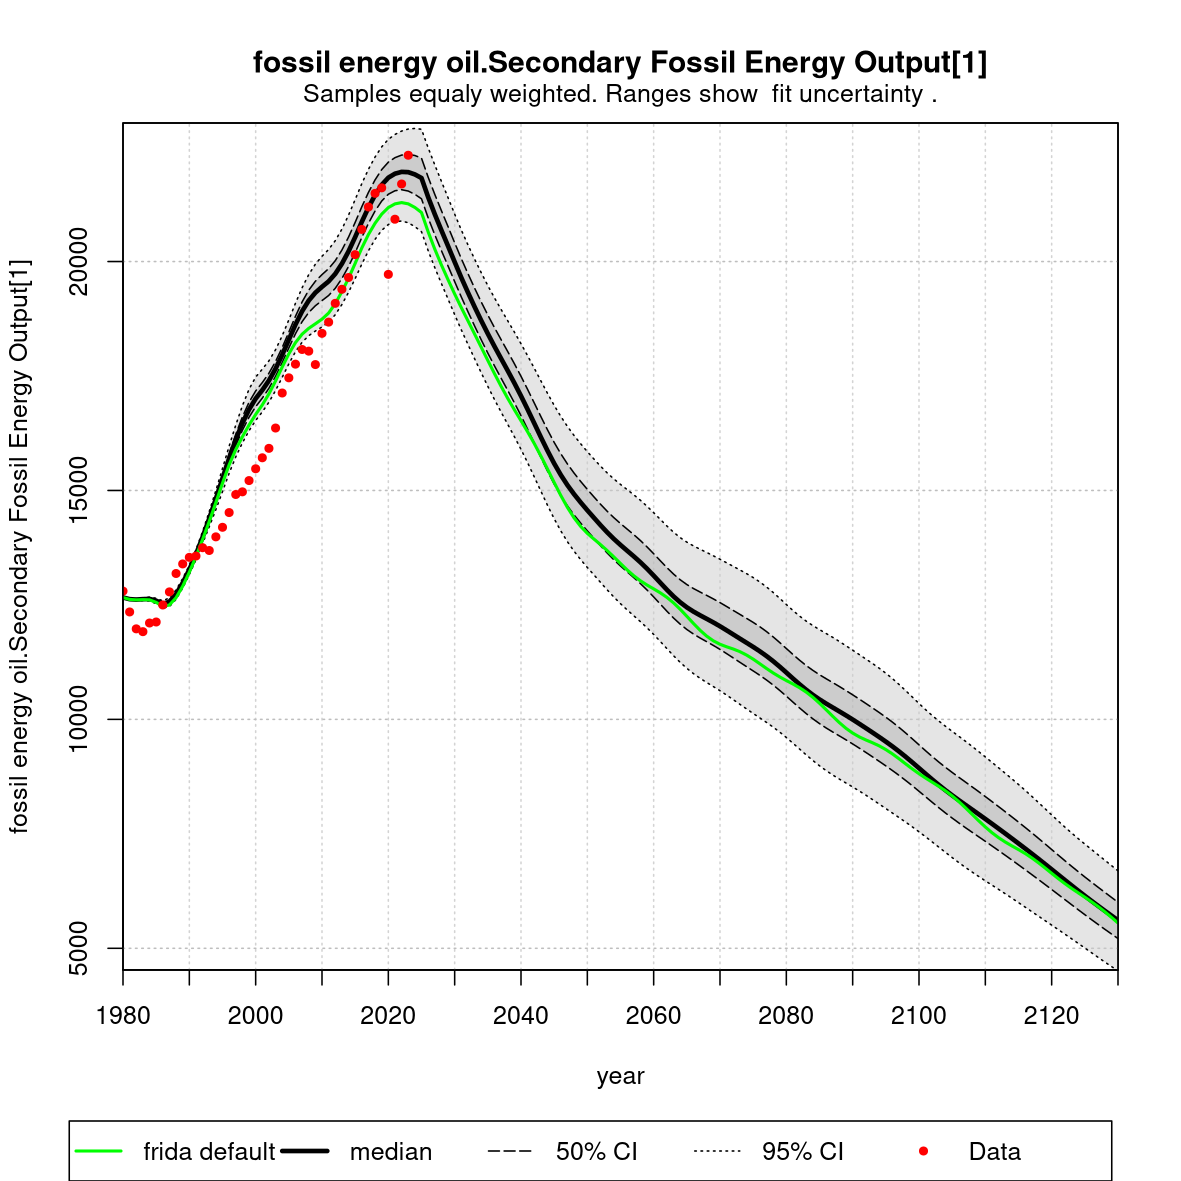 fossil energy oil.Secondary Fossil Energy Output[1]
Samples equaly weighted. Ranges show  fit uncertainty .
fossil energy oil.Secondary Fossil Energy Output[1]
20000
15000
10000
5000
1980 2000 2020 2040 2060 2080 2100 2120
year
frida default median 50% CI 95% CI Data